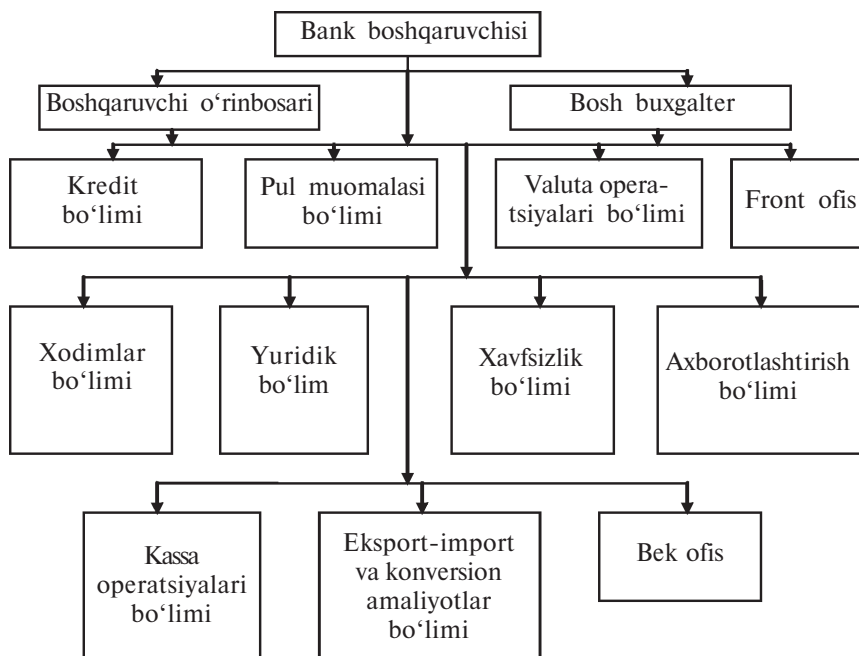 Bank boshqaruvchisi
Boshqaruvchi o‘rinbosari
Bosh buxgalter
Kredit
bo‘limi
Pul muomalasi
bo‘limi
Valuta opera-
tsiyalari bo‘limi
Front ofis
Xodimlar
bo‘limi
Yuridik
bo‘lim
Xavfsizlik
bo‘limi
Axborotlashtirish
bo‘limi
Kassa
operatsiyalari
bo‘limi
Eksport-import
va konversion
amaliyotlar
bo‘limi
Bek ofis